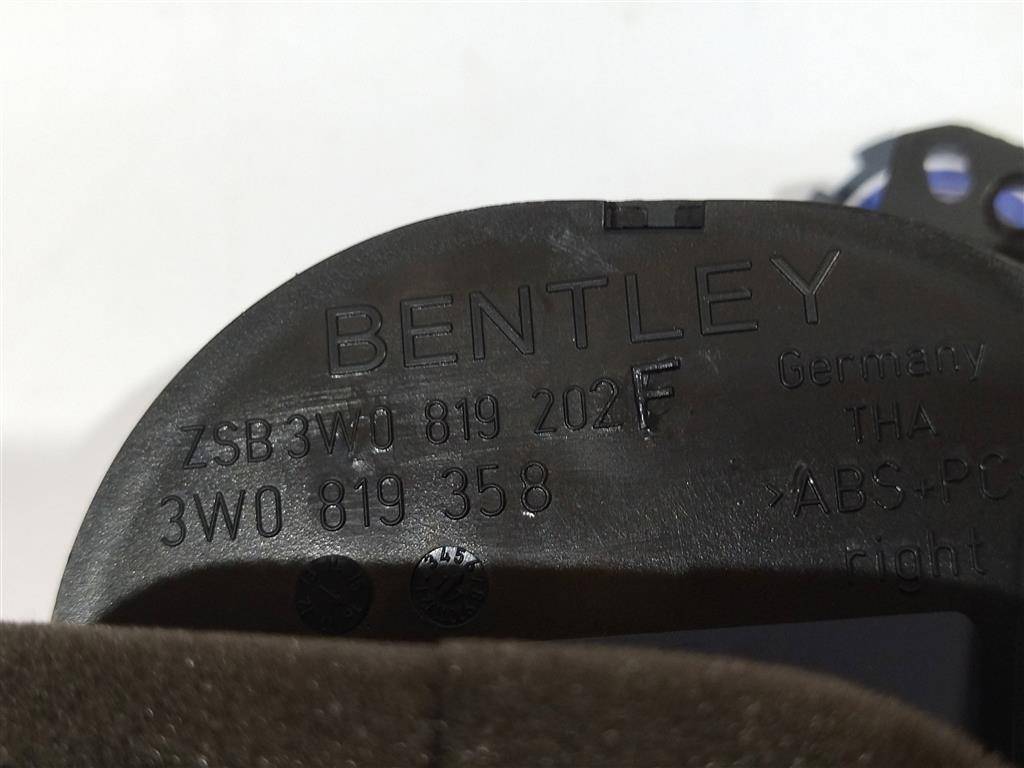 BENTLEY
Germany
ZSB 3W0 819 202 F
THA
3W0 819 358
>ABS+PC
right